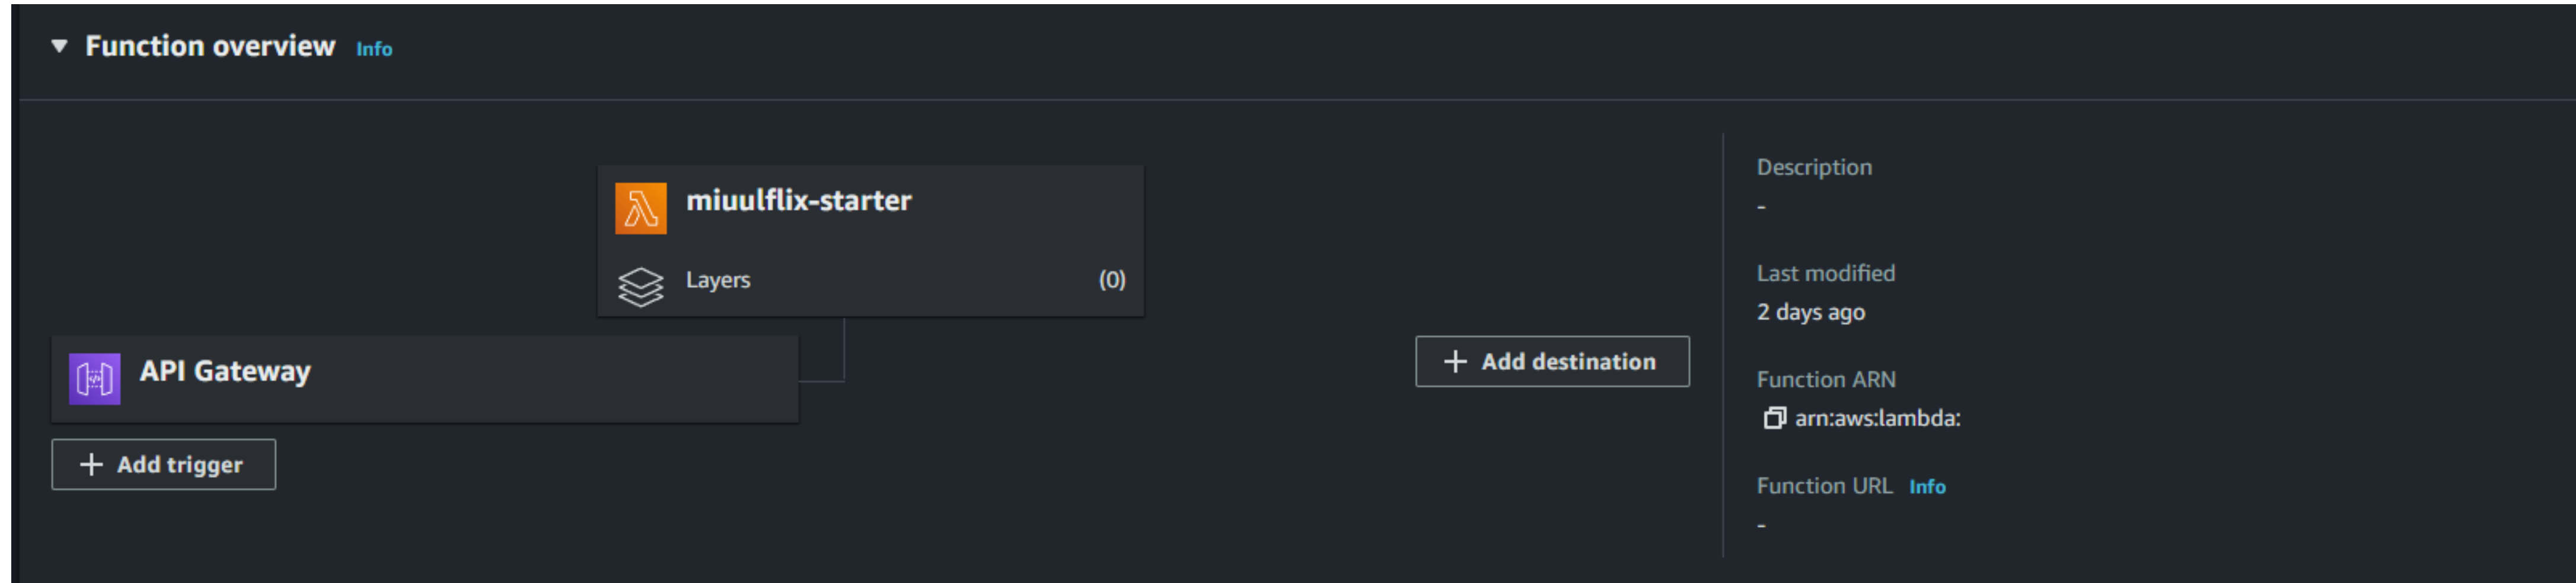 Function overview Info
miuulflix-starter
Layers (0)
API Gateway
+ Add trigger
+ Add destination
Description
-
Last modified
2 days ago
Function ARN
arn:aws:lambda:
Function URL Info
-